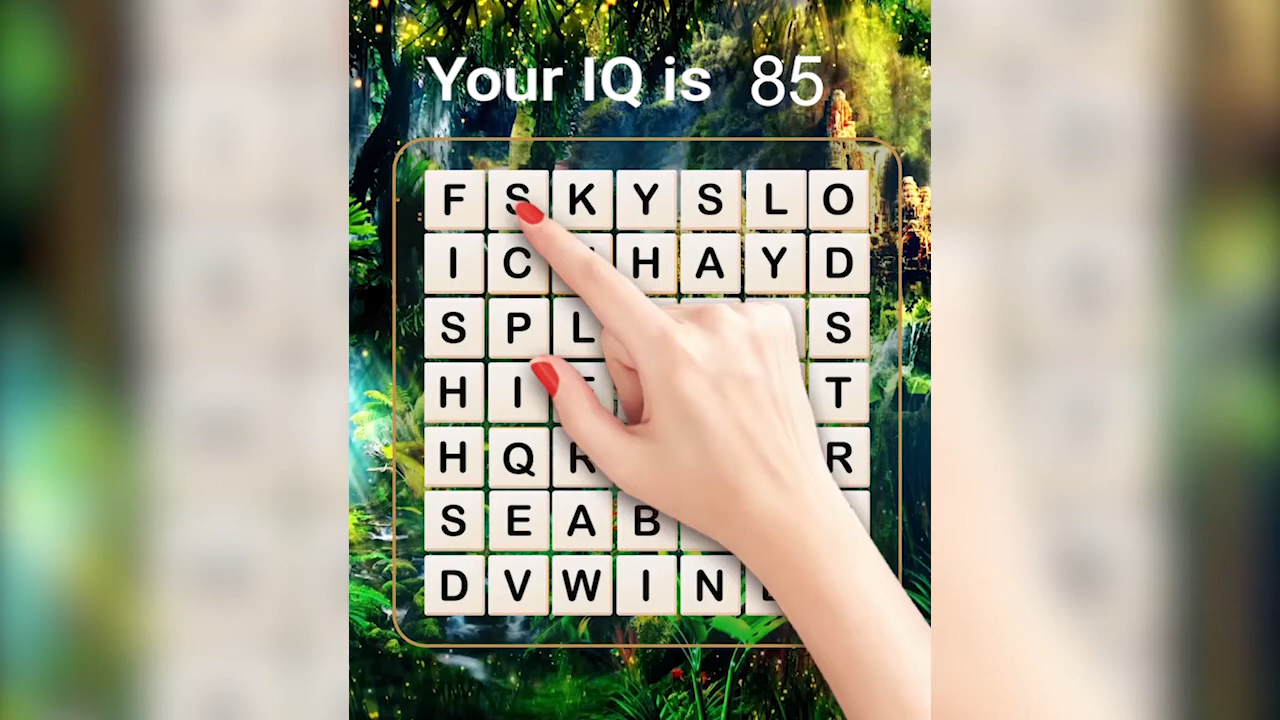 Your IQ is 85
F S K Y S L O
I C H A Y D
S P L S
H I T
H Q R R
S E A B
D V W I N